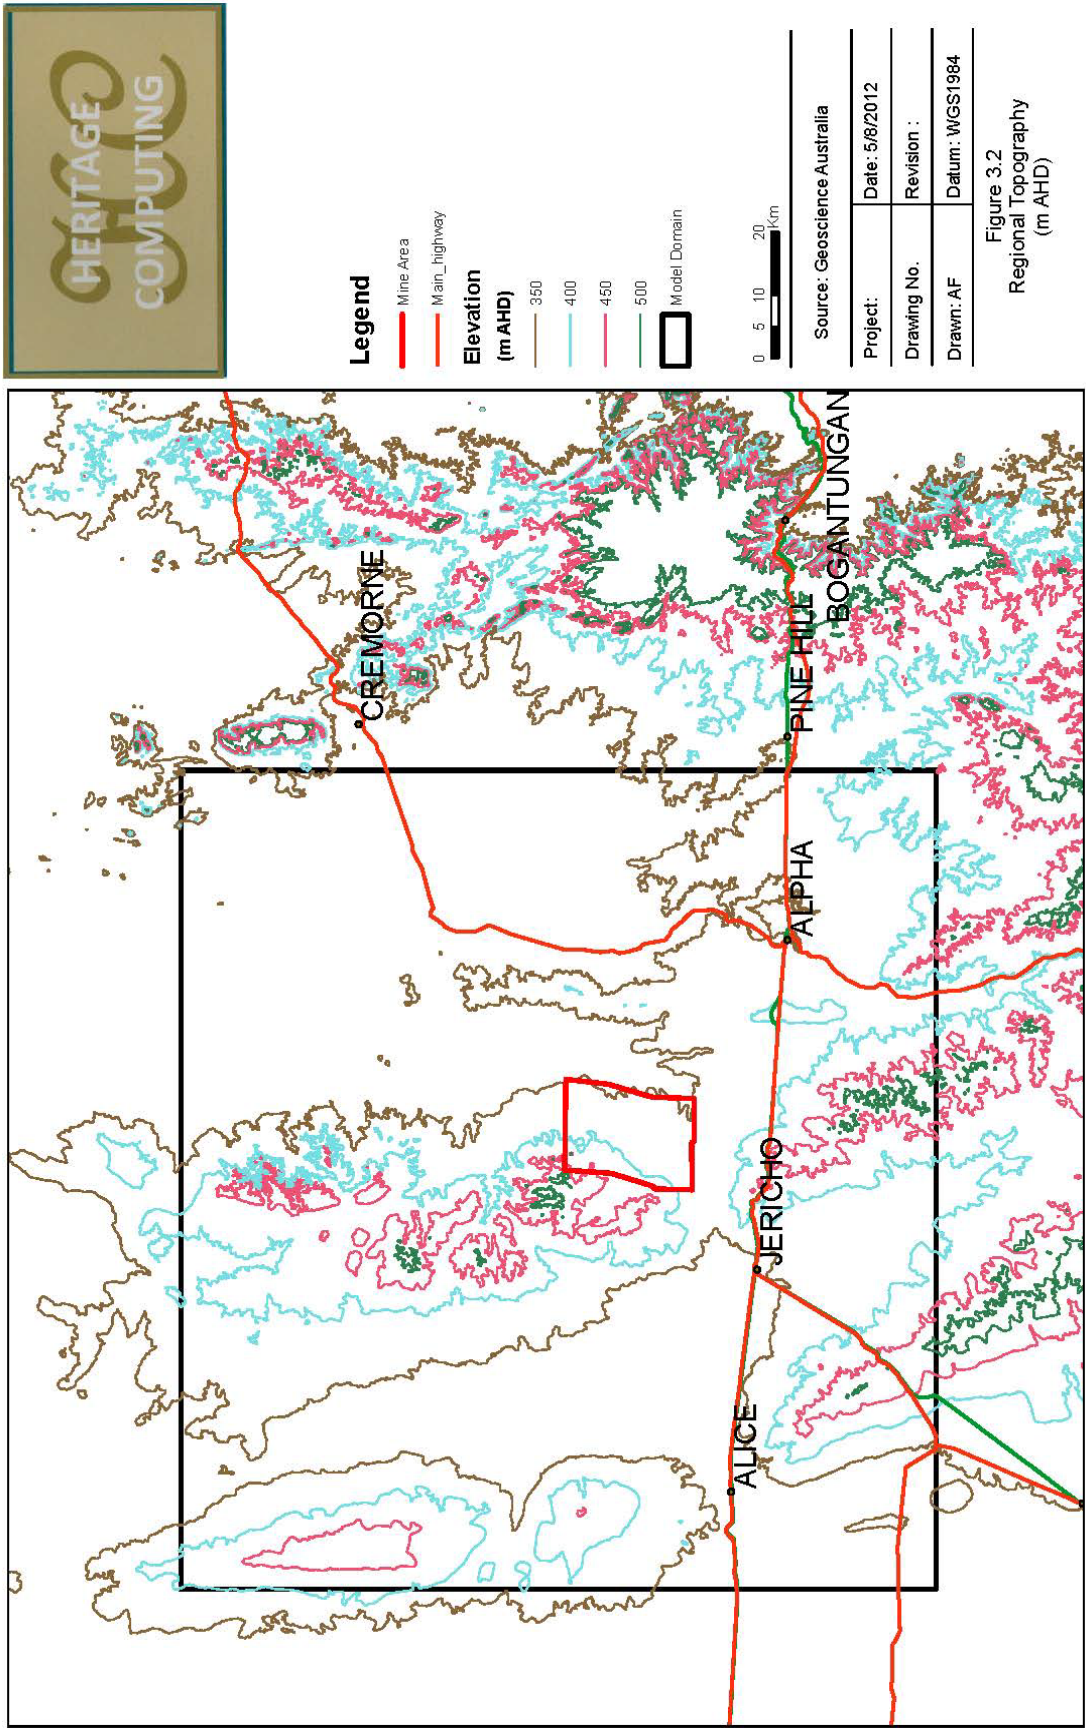 HERITAGE
COMPUTING
Legend
Mine Area
Main_highway
Elevation
(m AHD)
350
400
450
500
Model Domain
0 5 10 20
Km
Source: Geoscience Australia
Project:
Date: 5/8/2012
Drawing No.
Revision :
Drawn: AF
Datum: WGS1984
Figure 3.2
Regional Topography
(m AHD)
CREMORNE
BOGANTUNGAN
PINE HILL
ALPHA
JERICHO
ALICE